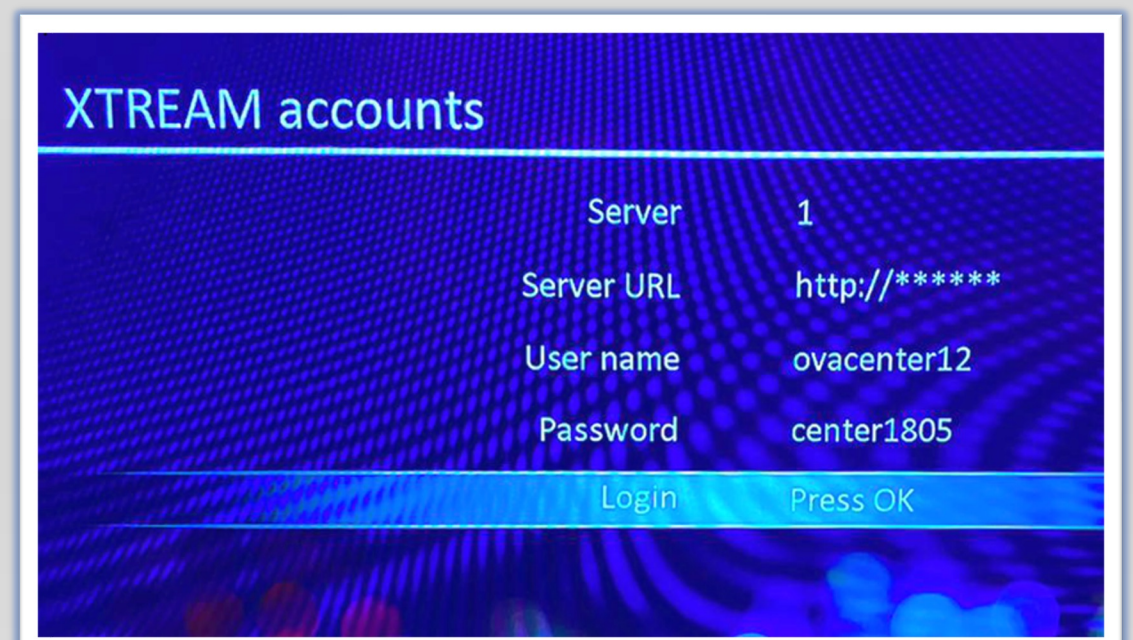 XTREAM accounts
Server 1
Server URL http://******
User name ovacenter12
Password center1805
Login Press OK